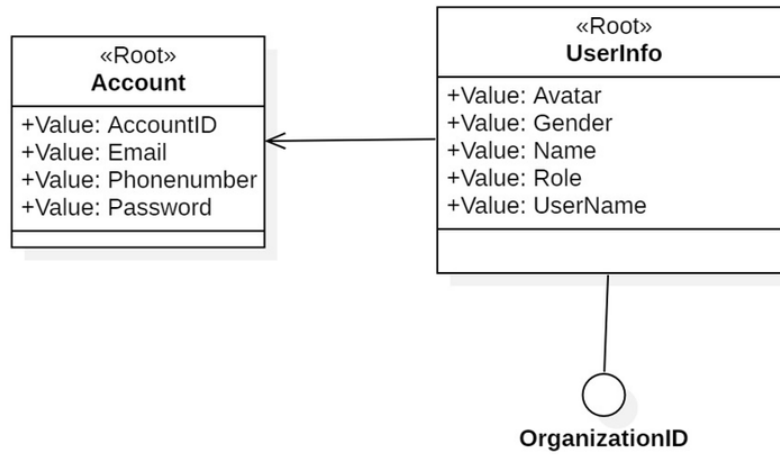 «Root»
Account
+Value: AccountID
+Value: Email
+Value: Phonenumber
+Value: Password
«Root»
UserInfo
+Value: Avatar
+Value: Gender
+Value: Name
+Value: Role
+Value: UserName
OrganizationID